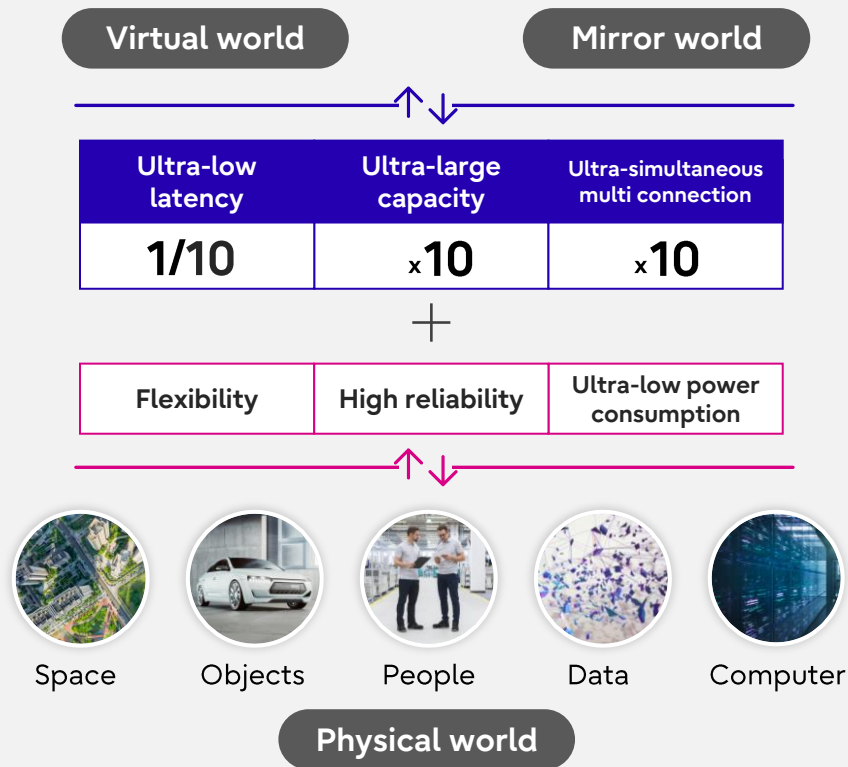 Virtual world
Mirror world
Ultra-low
latency
Ultra-large
capacity
Ultra-simultaneous
multi connection
1/10
x10
x10
+
Flexibility
High reliability
Ultra-low power
consumption
Space
Objects
People
Data
Computer
Physical world